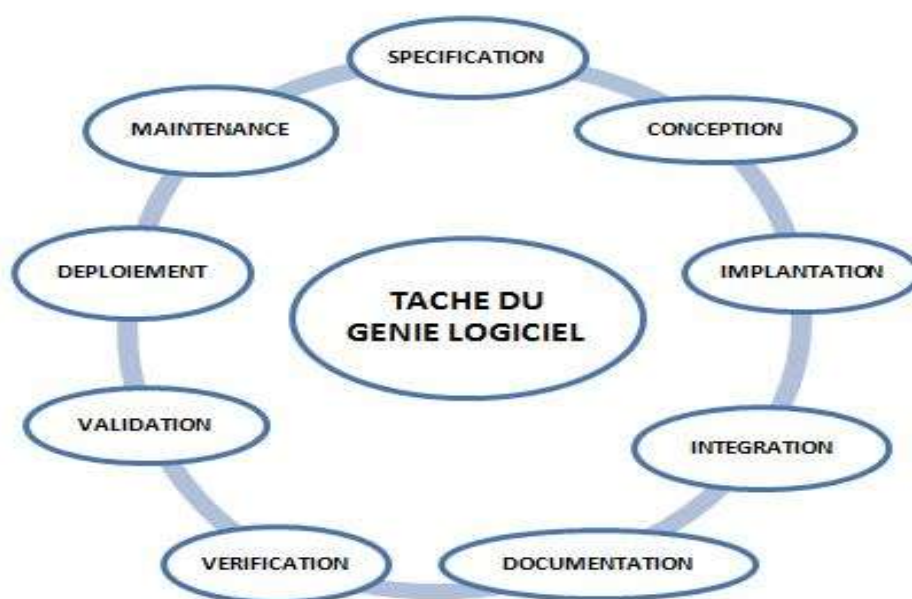 SPECIFICATION
CONCEPTION
IMPLANTATION
INTEGRATION
DOCUMENTATION
VERIFICATION
VALIDATION
DEPLOIEMENT
MAINTENANCE
TACHE DU
GENIE LOGICIEL